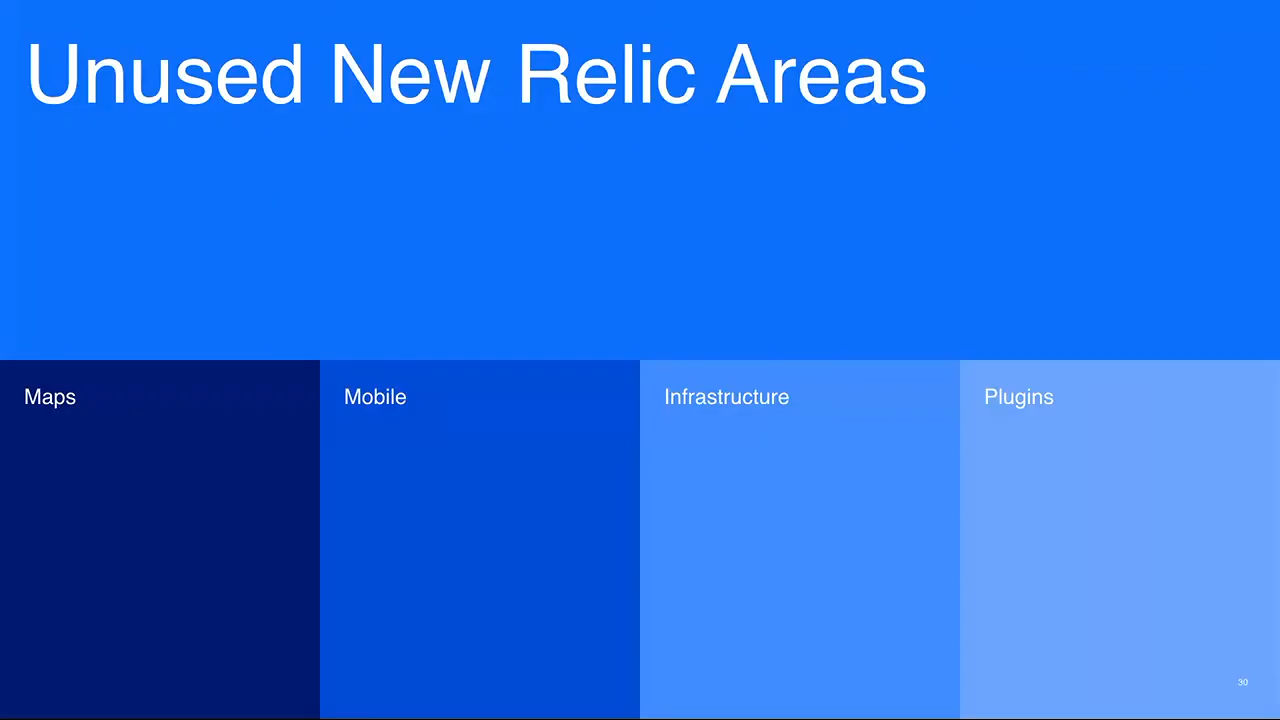 Unused New Relic Areas
Maps
Mobile
Infrastructure
Plugins
30